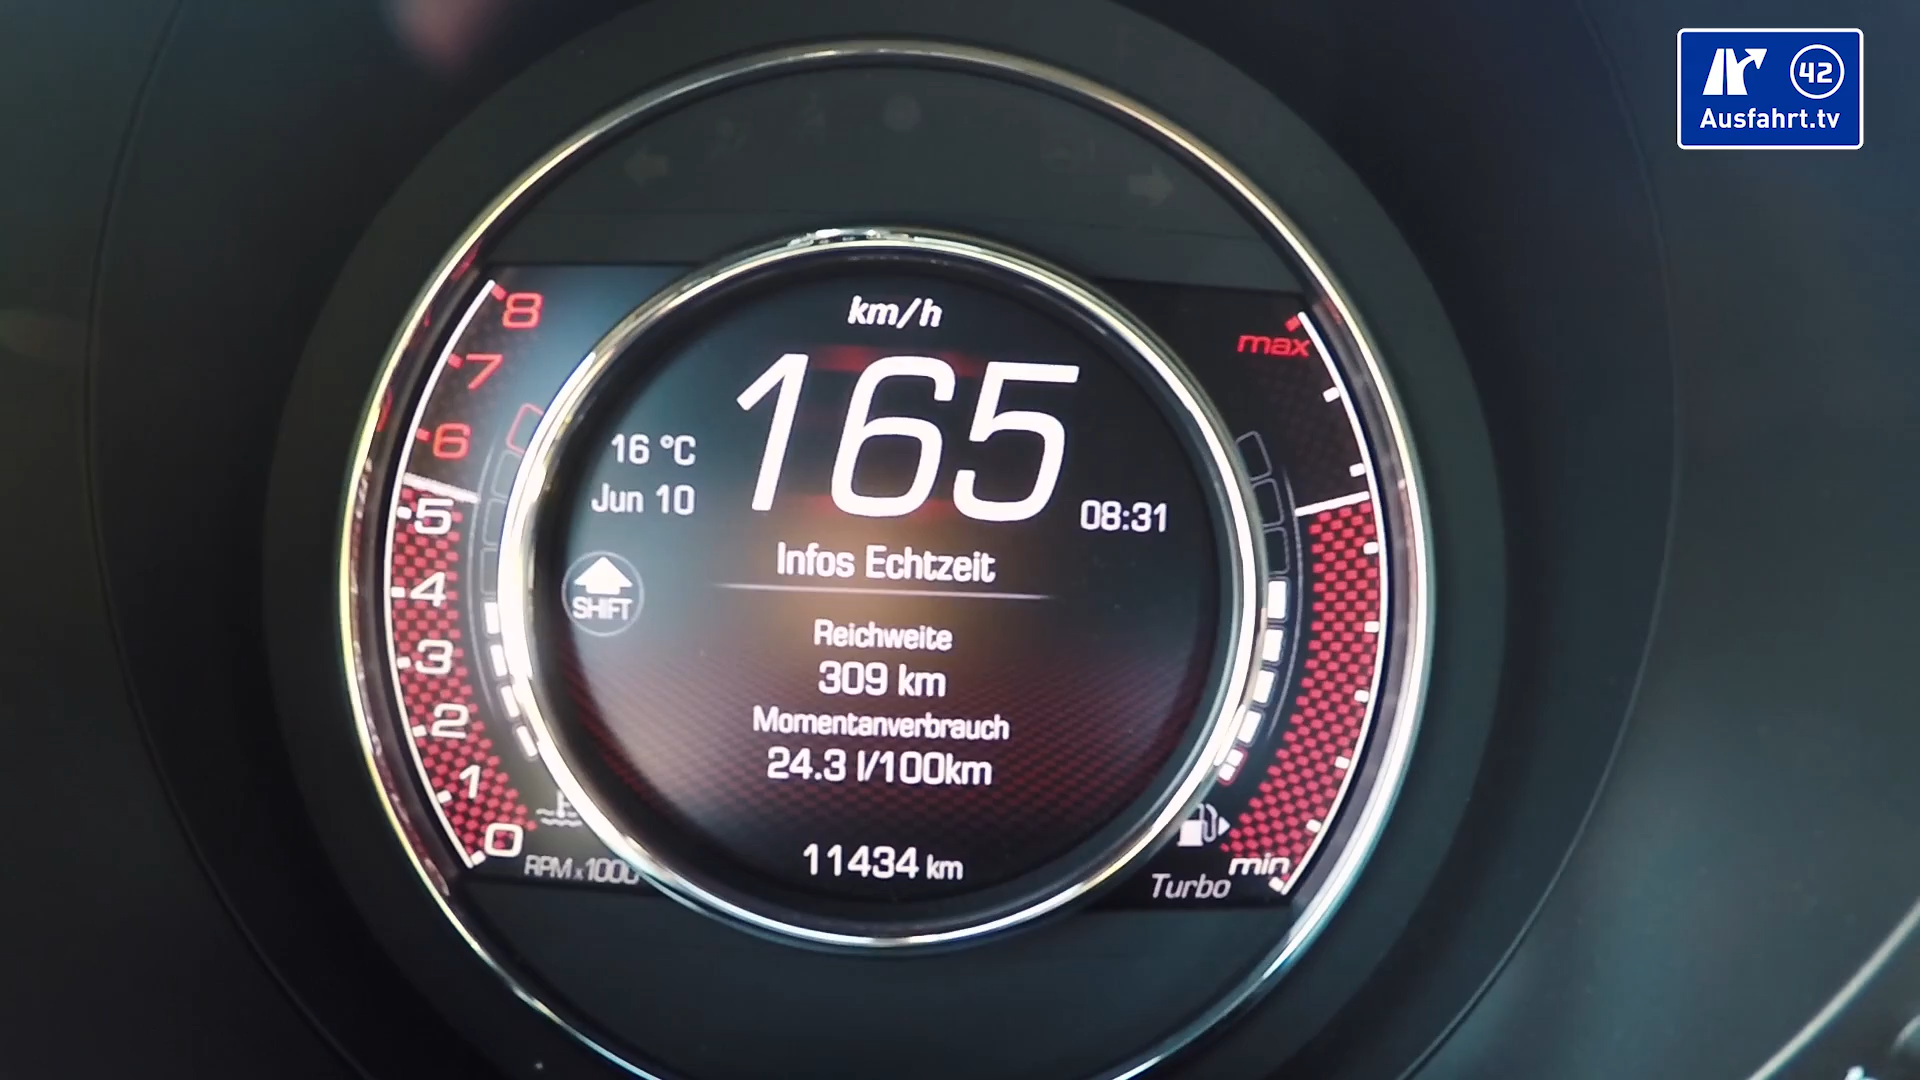 42
Ausfahrt.tv
km/h
165
16 °C
Jun 10
08:31
SHIFT
Infos Echtzeit
Reichweite
309 km
Momentanverbrauch
24.3 l/100km
11434 km
8
7
6
5
4
3
2
1
0
RPM x1000
max
min
Turbo